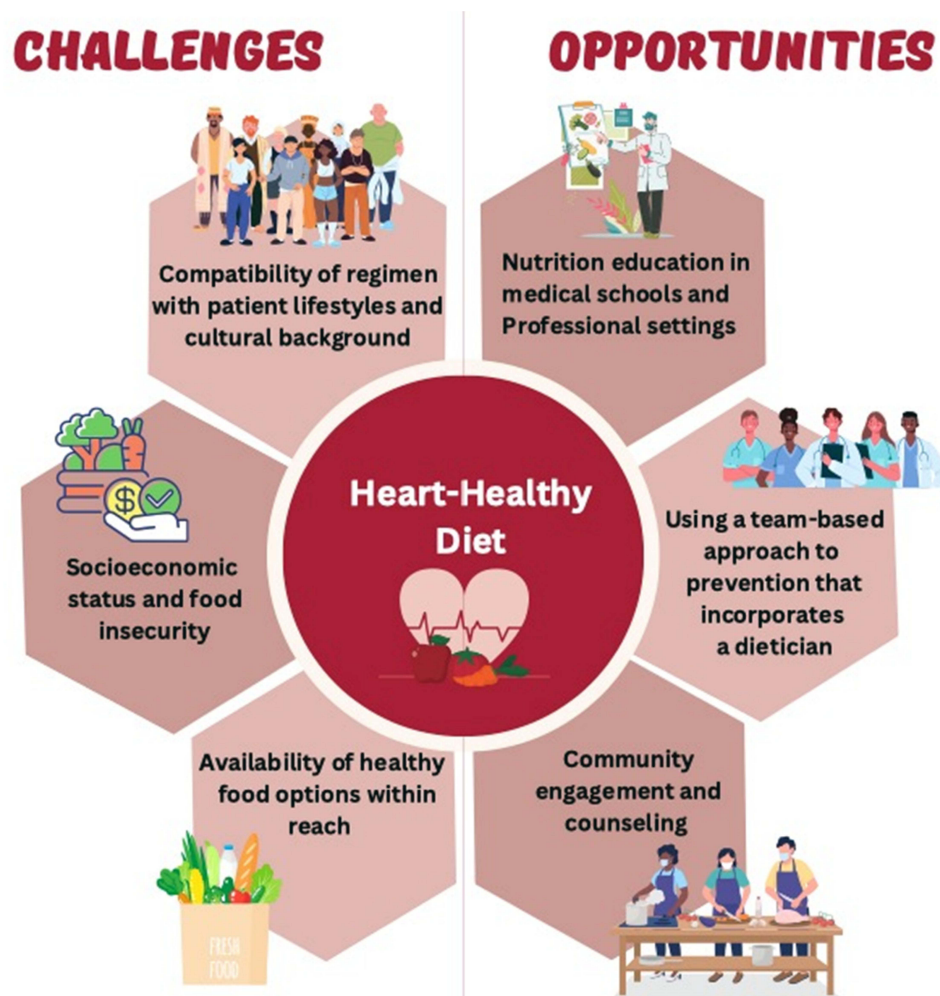 CHALLENGES
Compatibility of regimen
with patient lifestyles and
cultural background
Socioeconomic
status and food
insecurity
Availability of healthy
food options within
reach
FRESH
FOOD
Heart-Healthy
Diet
OPPORTUNITIES
Nutrition education in
medical schools and
Professional settings
Using a team-based
approach to
prevention that
incorporates
a dietician
Community
engagement and
counseling